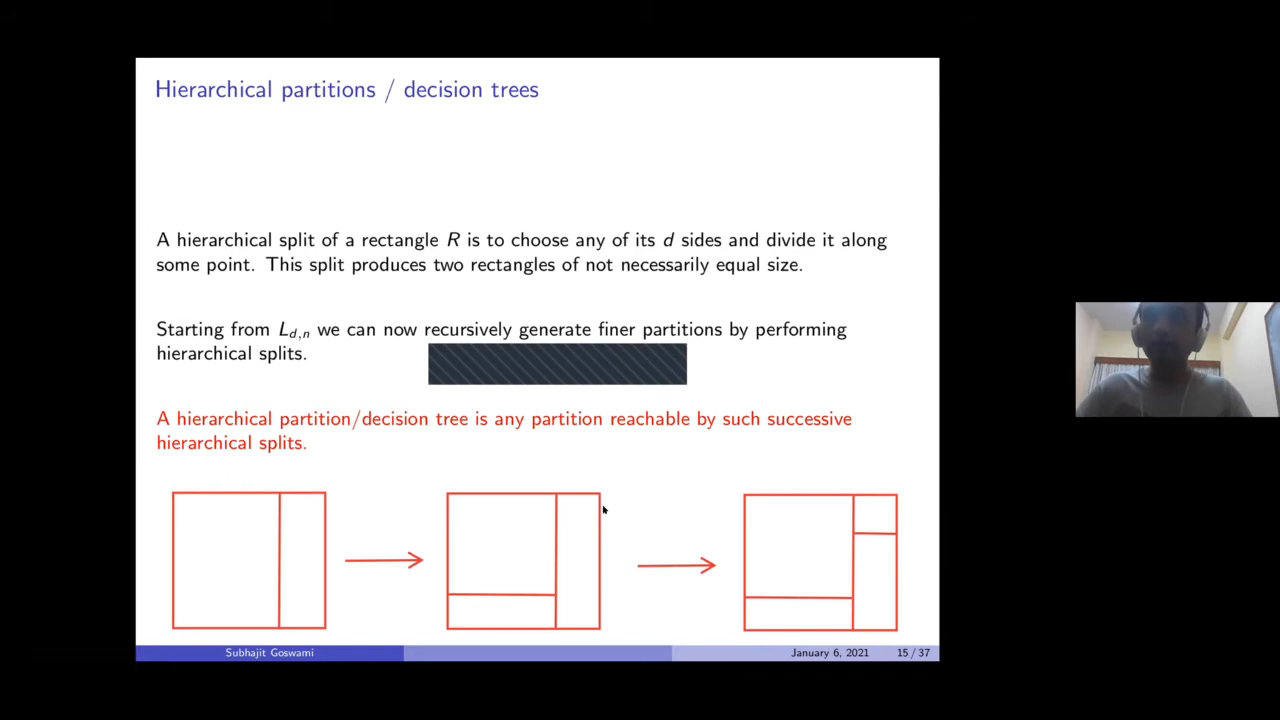 Hierarchical partitions / decision trees
A hierarchical split of a rectangle R is to choose any of its d sides and divide it along
some point. This split produces two rectangles of not necessarily equal size.
Starting from L_{d,n} we can now recursively generate finer partitions by performing
hierarchical splits.
A hierarchical partition/decision tree is any partition reachable by such successive
hierarchical splits.
Subhajit Goswami January 6, 2021 15 / 37